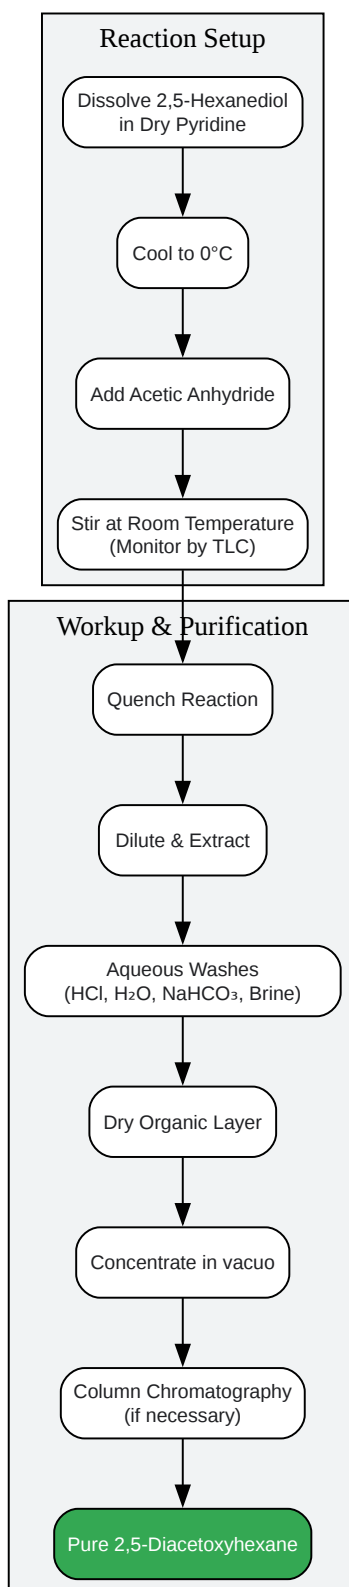 Reaction Setup
Dissolve 2,5-Hexanediol
in Dry Pyridine
Cool to 0°C
Add Acetic Anhydride
Stir at Room Temperature
(Monitor by TLC)
Workup & Purification
Quench Reaction
Dilute & Extract
Aqueous Washes
(HCl, H₂O, NaHCO₃, Brine)
Dry Organic Layer
Concentrate in vacuo
Column Chromatography
(if necessary)
Pure 2,5-Diacetoxyhexane